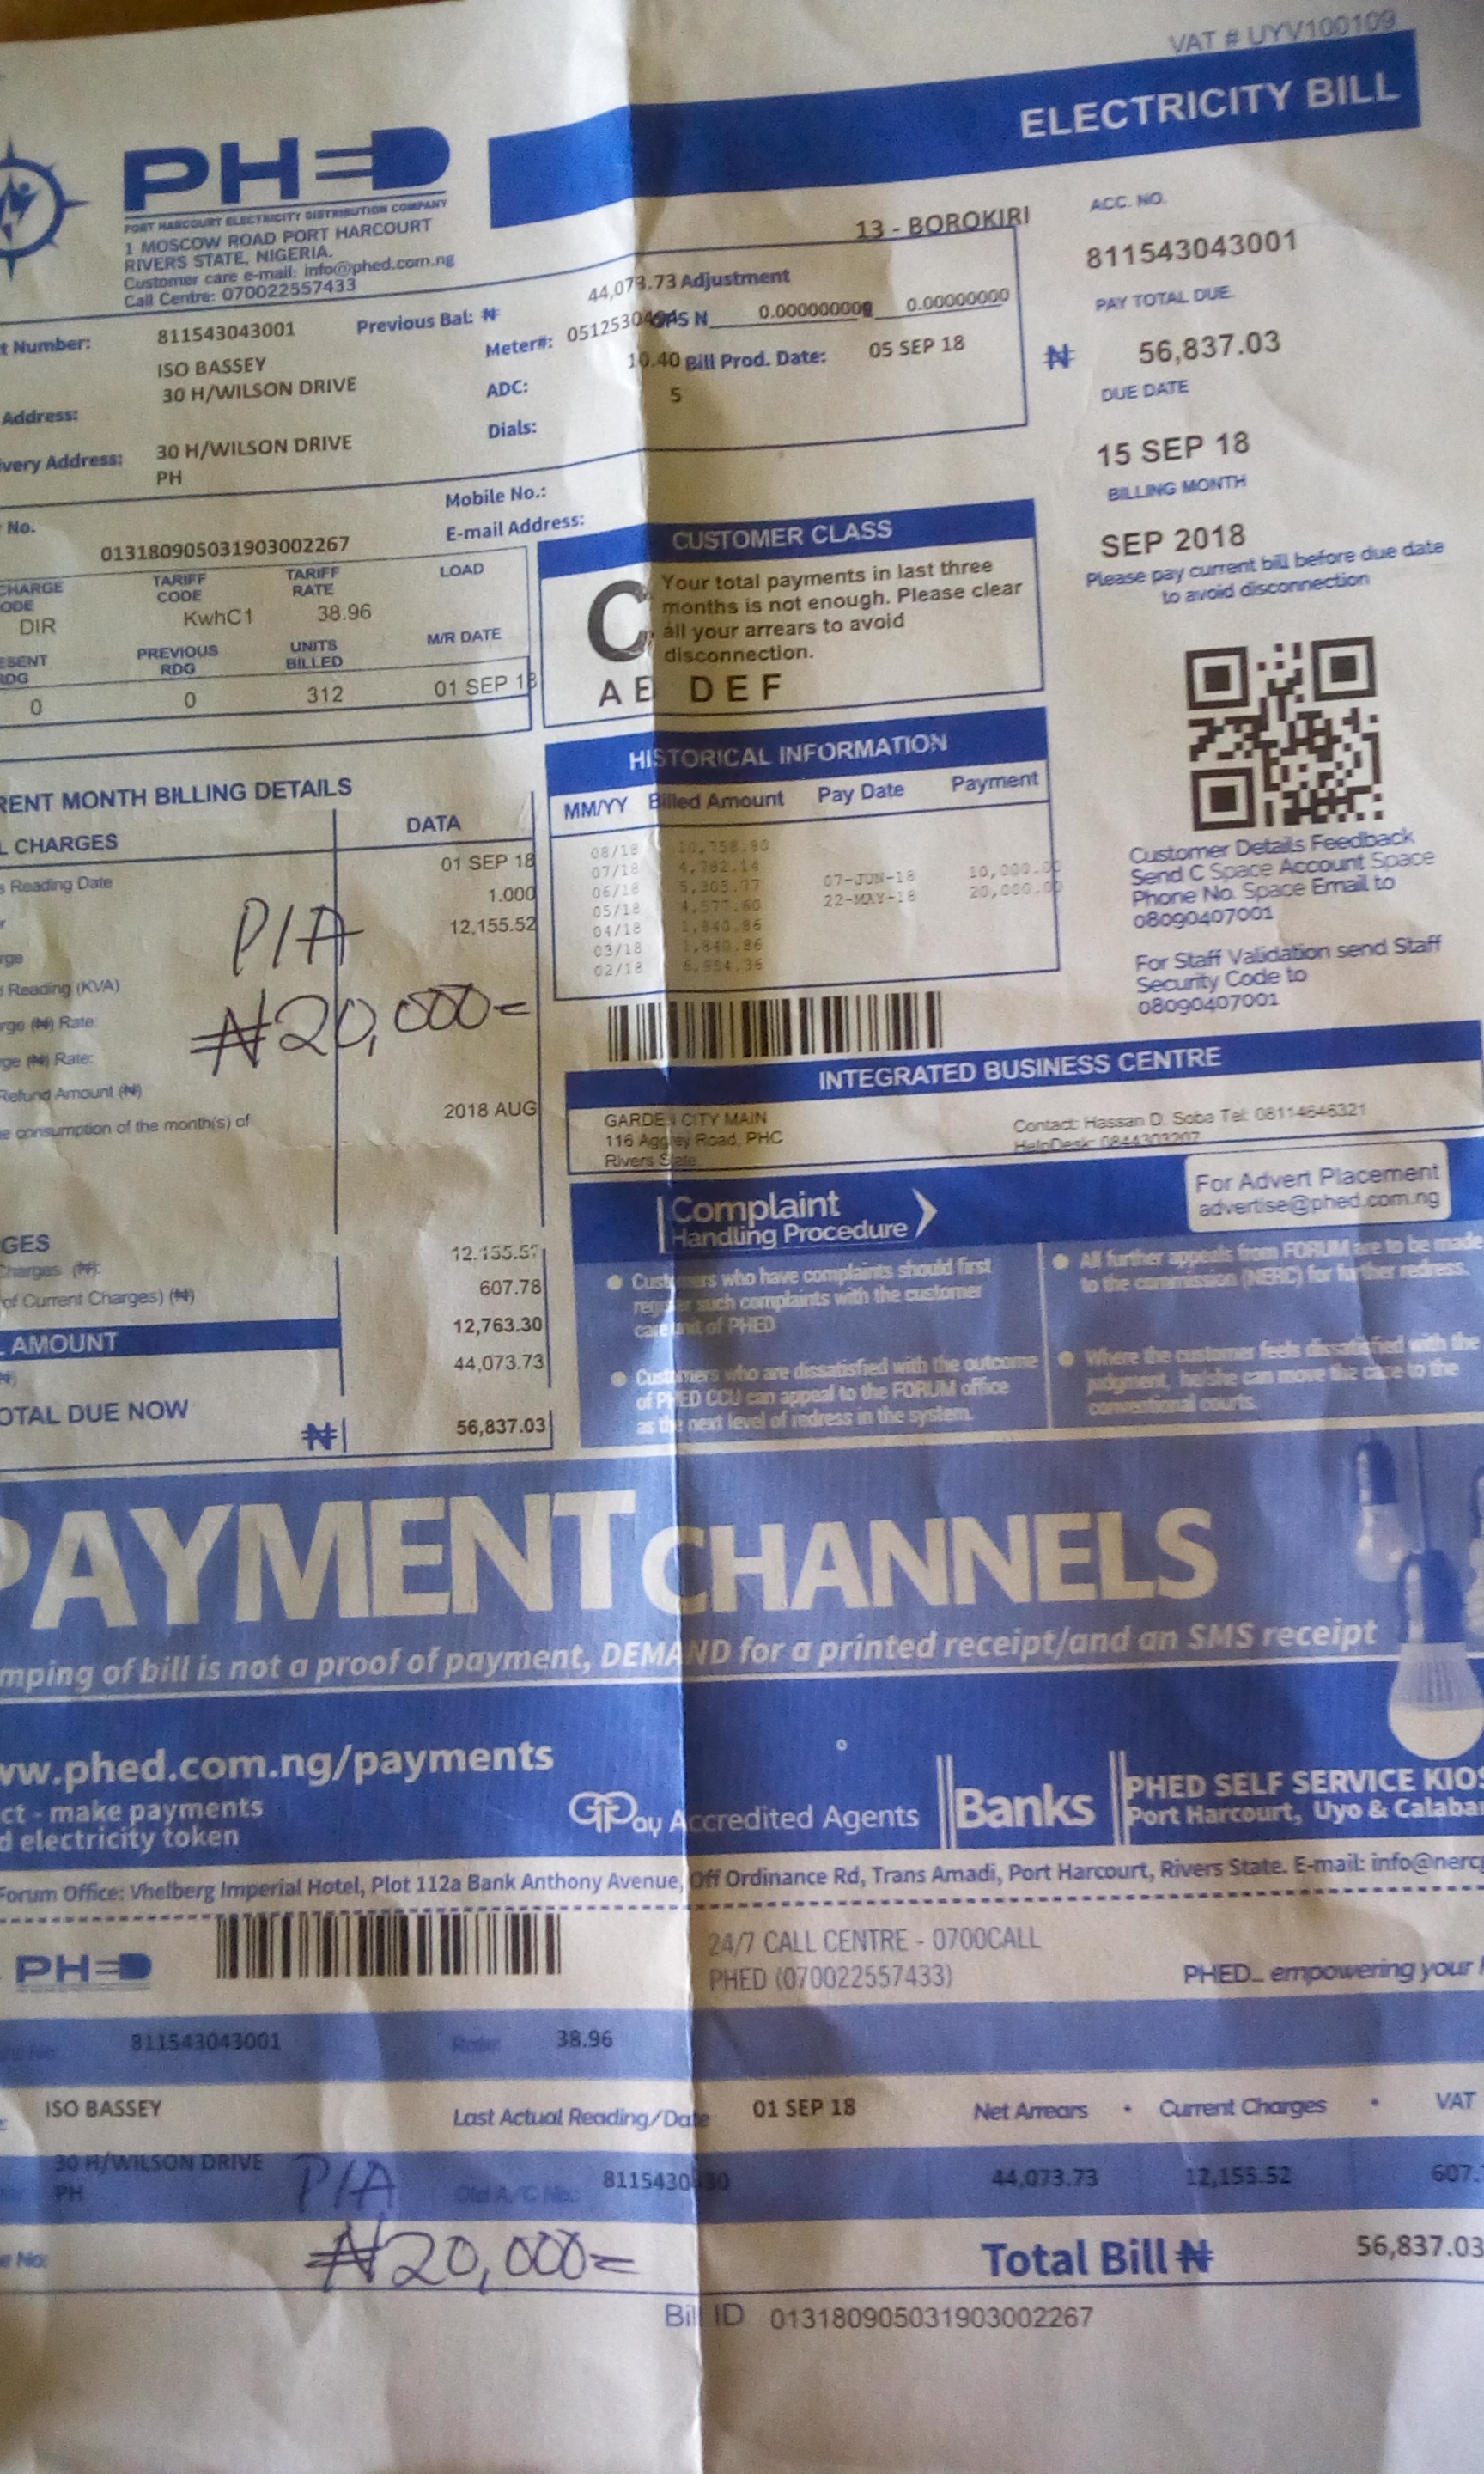 VAT # UYV100109
ELECTRICITY BILL
PHED
PORT HARCOURT ELECTRICITY DISTRIBUTION COMPANY
1 MOSCOW ROAD PORT HARCOURT
RIVERS STATE, NIGERIA.
Customer care e-mail: info@phed.com.ng
Call Centre: 070022557433
13 - BOROKIRI
ACC. NO.
811543043001
PAY TOTAL DUE
₦ 56,837.03
DUE DATE
15 SEP 18
BILLING MONTH
SEP 2018
Please pay current bill before due date
to avoid disconnection
t Number: 811543043001 Previous Bal: ₦ 44,073.73 Adjustment
ISO BASSEY Meter#: N 0.00000000 0.00000000
Address: 30 H/WILSON DRIVE ADC: 10.40 Bill Prod. Date: 05 SEP 18
Dials: 5
very Address: 30 H/WILSON DRIVE
PH
Mobile No.:
E-mail Address:
No. 013180905031903002267
CHARGE TARIFF TARIFF LOAD
ODE CODE RATE
DIR KwhC1 38.96
ESENT PREVIOUS UNITS M/R DATE
RDG RDG BILLED
0 0 312 01 SEP 18
CUSTOMER CLASS
C
Your total payments in last three
months is not enough. Please clear
all your arrears to avoid
disconnection.
A B D E F
HISTORICAL INFORMATION
MM/YY Billed Amount Pay Date Payment
08/18 10,758.80
07/18 4,782.14
06/18 5,305.77 07-JUN-18 10,000.00
05/18 4,577.60 22-MAY-18 20,000.00
04/18 1,840.86
03/18 1,840.86
02/18 6,954.36
Customer Details Feedback
Send C Space Account Space
Phone No. Space Email to
08090407001
For Staff Validation send Staff
Security Code to
08090407001
RENT MONTH BILLING DETAILS
L CHARGES DATA
s Reading Date 01 SEP 18
r 1.000
rge 12,155.52
Reading (KVA)
rge (₦) Rate:
ge (₦) Rate:
Refund Amount (₦)
e consumption of the month(s) of 2018 AUG
P/A
₦20,000=
GES
Charges (₦): 12,155.52
of Current Charges) (₦) 607.78
L AMOUNT 12,763.30
₦) 44,073.73
OTAL DUE NOW ₦ 56,837.03
INTEGRATED BUSINESS CENTRE
GARDEN CITY MAIN
116 Aggrey Road, PHC
Rivers State
Contact: Hassan D. Soba Tel: 08114646321
HelpDesk: 0844303207
Complaint
Handling Procedure
For Advert Placement
advertise@phed.com.ng
Customers who have complaints should first
register such complaints with the customer
care unit of PHED
Customers who are dissatisfied with the outcome
of PHED CCU can appeal to the FORUM office
as the next level of redress in the system.
All further appeals from FORUM are to be made
to the commission (NERC) for further redress.
Where the customer feels dissatisfied with the
judgment, he/she can move the case to the
conventional courts.
PAYMENT CHANNELS
mping of bill is not a proof of payment, DEMAND for a printed receipt/and an SMS receipt
ww.phed.com.ng/payments
ct - make payments
d electricity token
Pay Accredited Agents
Banks
PHED SELF SERVICE KIOS
Port Harcourt, Uyo & Calaba
Forum Office: Vhelberg Imperial Hotel, Plot 112a Bank Anthony Avenue, Off Ordinance Rd, Trans Amadi, Port Harcourt, Rivers State. E-mail: info@nerc
PHED
24/7 CALL CENTRE - 0700CALL
PHED (070022557433)
PHED_ empowering your
811543043001 Rate: 38.96
ISO BASSEY Last Actual Reading/Date 01 SEP 18 Net Arrears • Current Charges • VAT
30 H/WILSON DRIVE
PH Old A/C No: 44,073.73 12,155.52 607.
P/A
₦20,000=
e No: Total Bill ₦ 56,837.03
Bill ID 013180905031903002267